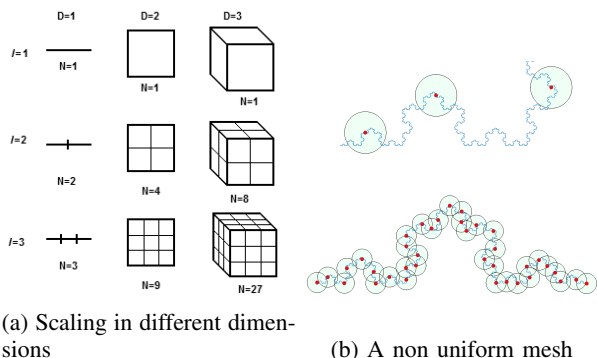 D=1 D=2 D=3
l=1
N=1
N=1
N=1
l=2
N=2
N=4
N=8
l=3
N=3
N=9
N=27
(a) Scaling in different dimen-
sions
(b) A non uniform mesh